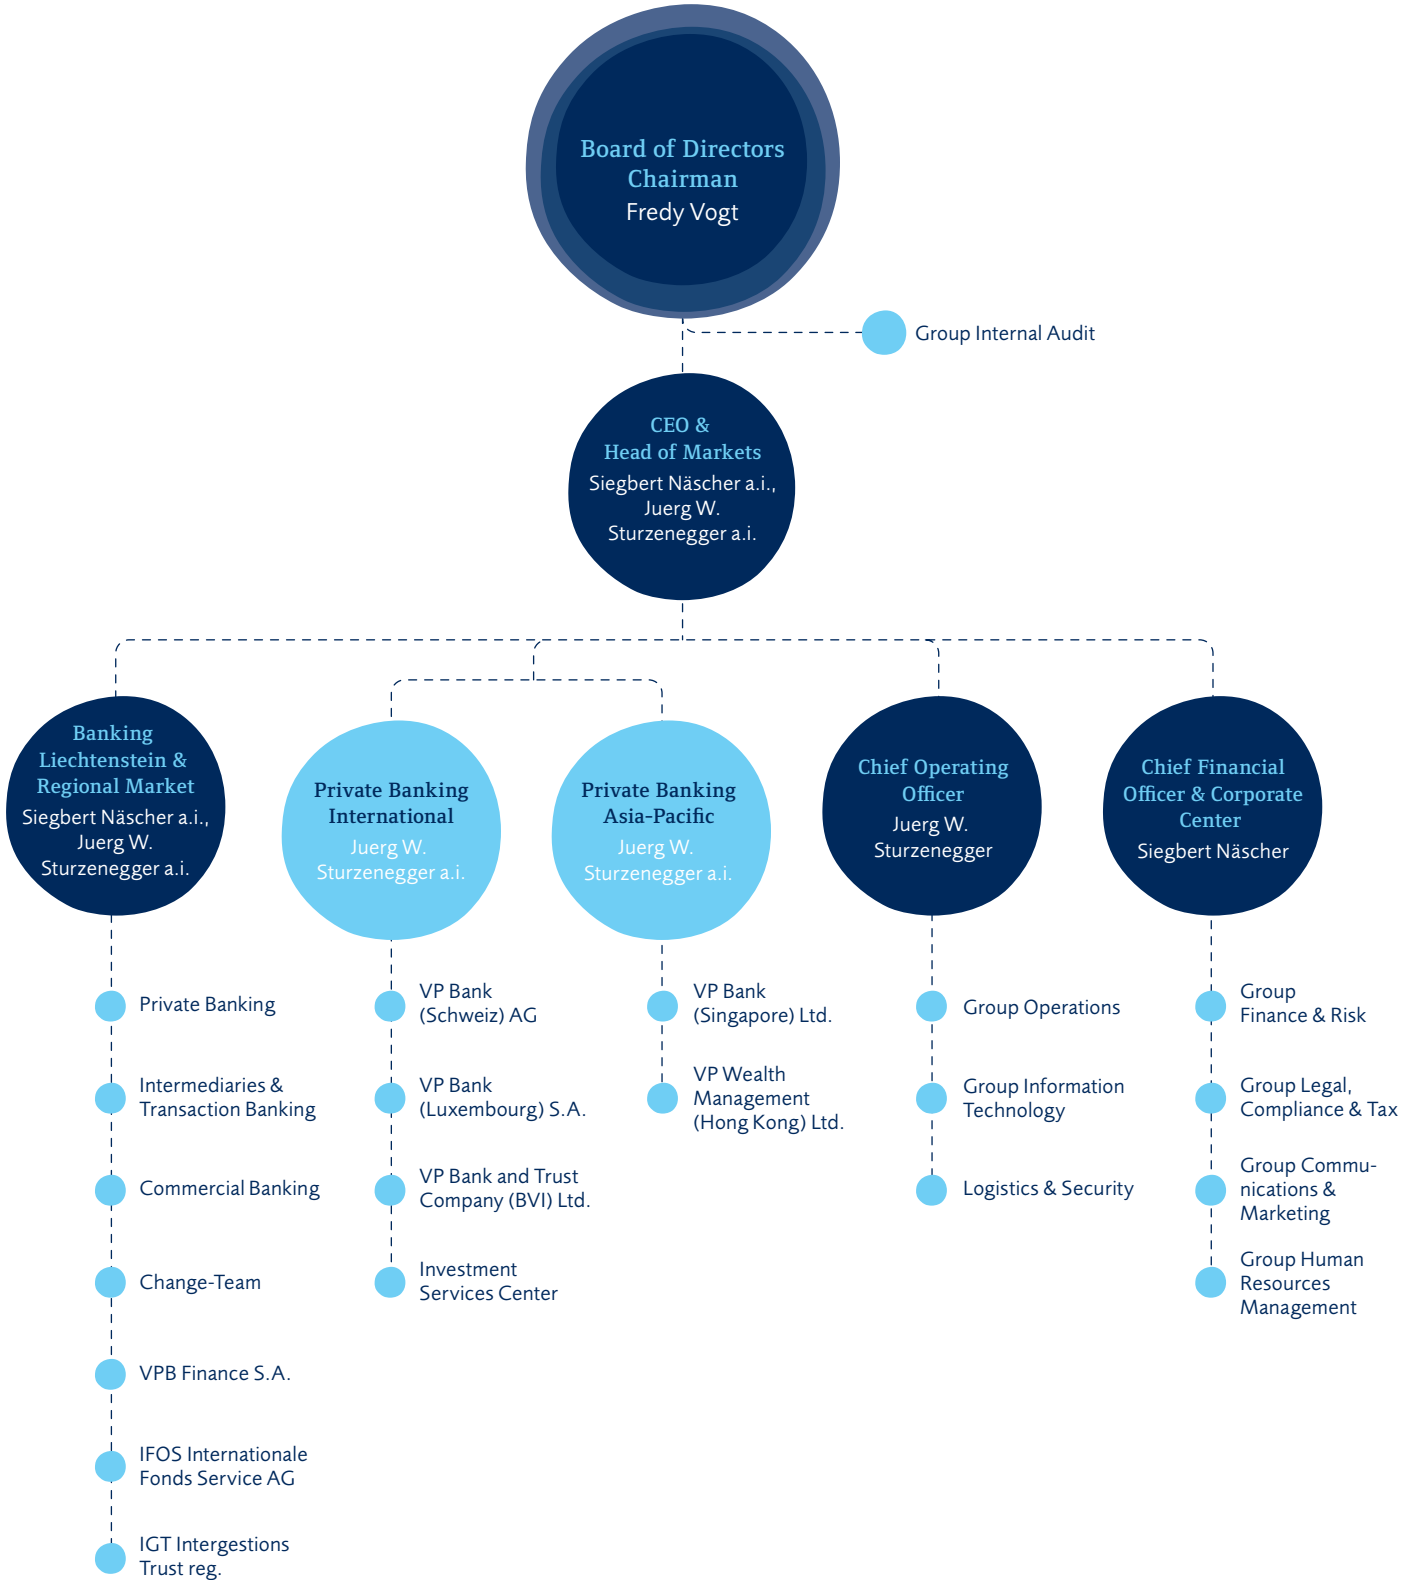 Board of Directors
Chairman
Fredy Vogt
Group Internal Audit
CEO &
Head of Markets
Siegbert Näscher a.i.,
Juerg W.
Sturzenegger a.i.
Banking
Liechtenstein &
Regional Market
Siegbert Näscher a.i.,
Juerg W.
Sturzenegger a.i.
Private Banking
Intermediaries &
Transaction Banking
Commercial Banking
Change-Team
VPB Finance S.A.
IFOS Internationale
Fonds Service AG
IGT Intergestions
Trust reg.
Private Banking
International
Juerg W.
Sturzenegger a.i.
VP Bank
(Schweiz) AG
VP Bank
(Luxembourg) S.A.
VP Bank and Trust
Company (BVI) Ltd.
Investment
Services Center
Private Banking
Asia-Pacific
Juerg W.
Sturzenegger a.i.
VP Bank
(Singapore) Ltd.
VP Wealth
Management
(Hong Kong) Ltd.
Chief Operating
Officer
Juerg W.
Sturzenegger
Group Operations
Group Information
Technology
Logistics & Security
Chief Financial
Officer & Corporate
Center
Siegbert Näscher
Group
Finance & Risk
Group Legal,
Compliance & Tax
Group Commu-
nications &
Marketing
Group Human
Resources
Management